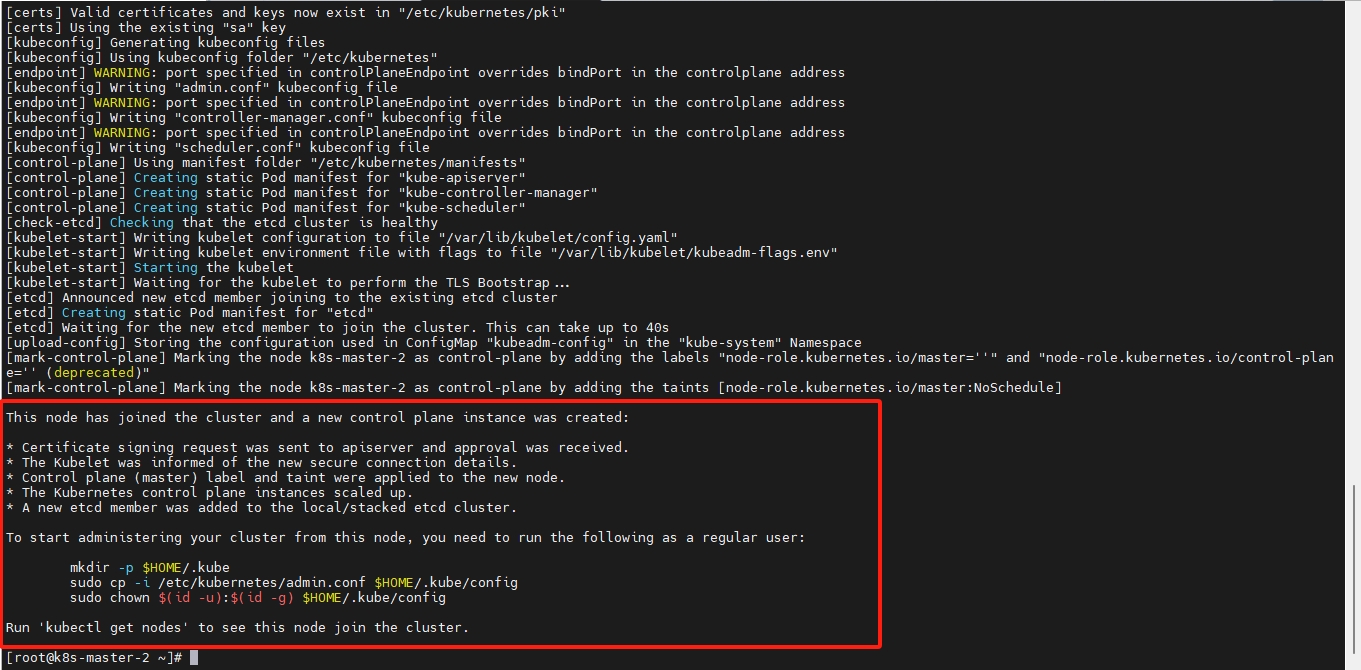 [certs] Valid certificates and keys now exist in "/etc/kubernetes/pki"
[certs] Using the existing "sa" key
[kubeconfig] Generating kubeconfig files
[kubeconfig] Using kubeconfig folder "/etc/kubernetes"
[endpoint] WARNING: port specified in controlPlaneEndpoint overrides bindPort in the controlplane address
[kubeconfig] Writing "admin.conf" kubeconfig file
[endpoint] WARNING: port specified in controlPlaneEndpoint overrides bindPort in the controlplane address
[kubeconfig] Writing "controller-manager.conf" kubeconfig file
[endpoint] WARNING: port specified in controlPlaneEndpoint overrides bindPort in the controlplane address
[kubeconfig] Writing "scheduler.conf" kubeconfig file
[control-plane] Using manifest folder "/etc/kubernetes/manifests"
[control-plane] Creating static Pod manifest for "kube-apiserver"
[control-plane] Creating static Pod manifest for "kube-controller-manager"
[control-plane] Creating static Pod manifest for "kube-scheduler"
[check-etcd] Checking that the etcd cluster is healthy
[kubelet-start] Writing kubelet configuration to file "/var/lib/kubelet/config.yaml"
[kubelet-start] Writing kubelet environment file with flags to file "/var/lib/kubelet/kubeadm-flags.env"
[kubelet-start] Starting the kubelet
[kubelet-start] Waiting for the kubelet to perform the TLS Bootstrap...
[etcd] Announced new etcd member joining to the existing etcd cluster
[etcd] Creating static Pod manifest for "etcd"
[etcd] Waiting for the new etcd member to join the cluster. This can take up to 40s
[upload-config] Storing the configuration used in ConfigMap "kubeadm-config" in the "kube-system" Namespace
[mark-control-plane] Marking the node k8s-master-2 as control-plane by adding the labels "node-role.kubernetes.io/master=''" and "node-role.kubernetes.io/control-plan
e='' (deprecated)"
[mark-control-plane] Marking the node k8s-master-2 as control-plane by adding the taints [node-role.kubernetes.io/master:NoSchedule]
This node has joined the cluster and a new control plane instance was created:
* Certificate signing request was sent to apiserver and approval was received.
* The Kubelet was informed of the new secure connection details.
* Control plane (master) label and taint were applied to the new node.
* The Kubernetes control plane instances scaled up.
* A new etcd member was added to the local/stacked etcd cluster.
To start administering your cluster from this node, you need to run the following as a regular user:
mkdir -p $HOME/.kube
sudo cp -i /etc/kubernetes/admin.conf $HOME/.kube/config
sudo chown $(id -u):$(id -g) $HOME/.kube/config
Run 'kubectl get nodes' to see this node join the cluster.
[root@k8s-master-2 ~]#